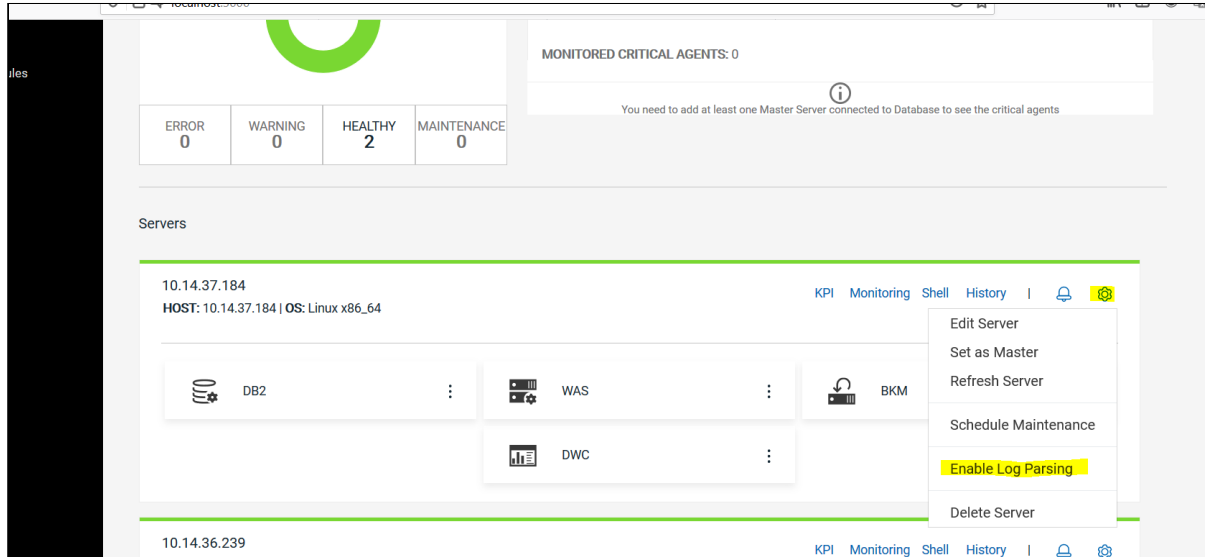 MONITORED CRITICAL AGENTS: 0
You need to add at least one Master Server connected to Database to see the critical agents
ERROR
0
WARNING
0
HEALTHY
2
MAINTENANCE
0
Servers
10.14.37.184
HOST: 10.14.37.184 | OS: Linux x86_64
KPI Monitoring Shell History |
Edit Server
Set as Master
Refresh Server
Schedule Maintenance
Enable Log Parsing
Delete Server
DB2
WAS
BKM
DWC
10.14.36.239
KPI Monitoring Shell History |